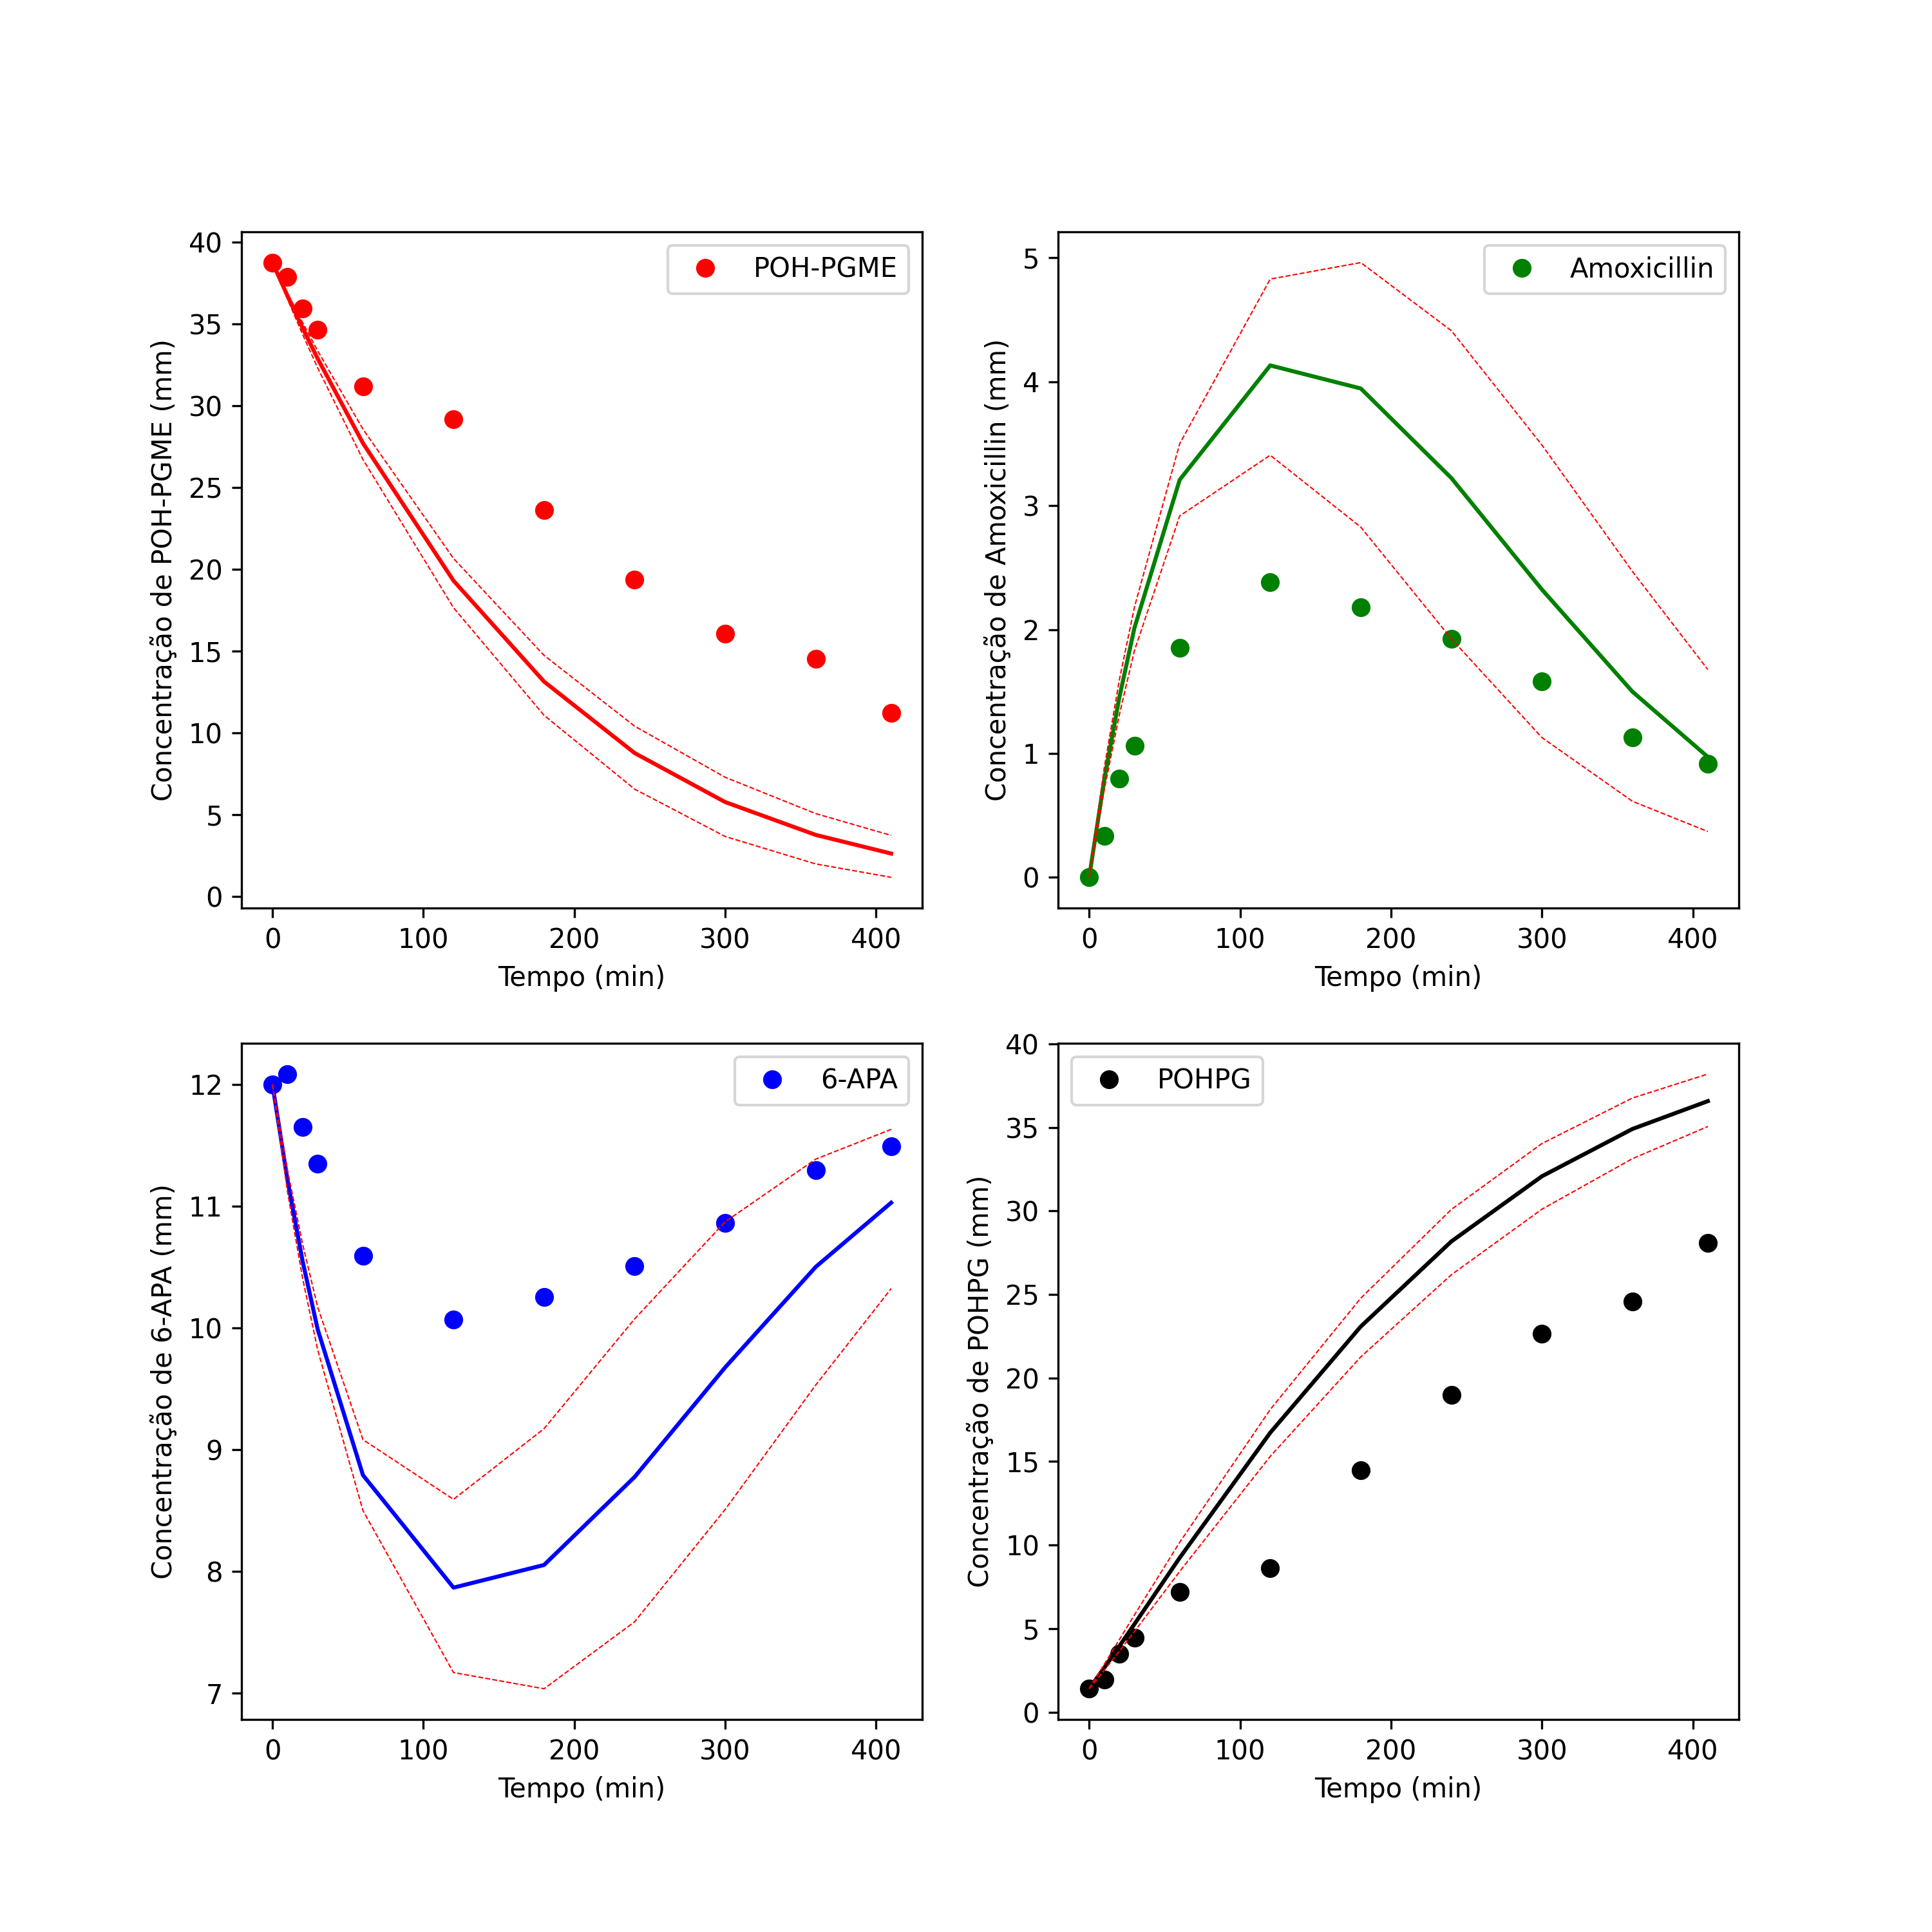 40
35
30
25
20
15
10
5
0
Concentração de POH-PGME (mm)
POH-PGME
0 100 200 300 400
Tempo (min)
5
4
3
2
1
0
Concentração de Amoxicillin (mm)
Amoxicillin
0 100 200 300 400
Tempo (min)
12
11
10
9
8
7
Concentração de 6-APA (mm)
6-APA
0 100 200 300 400
Tempo (min)
40
35
30
25
20
15
10
5
0
Concentração de POHPG (mm)
POHPG
0 100 200 300 400
Tempo (min)